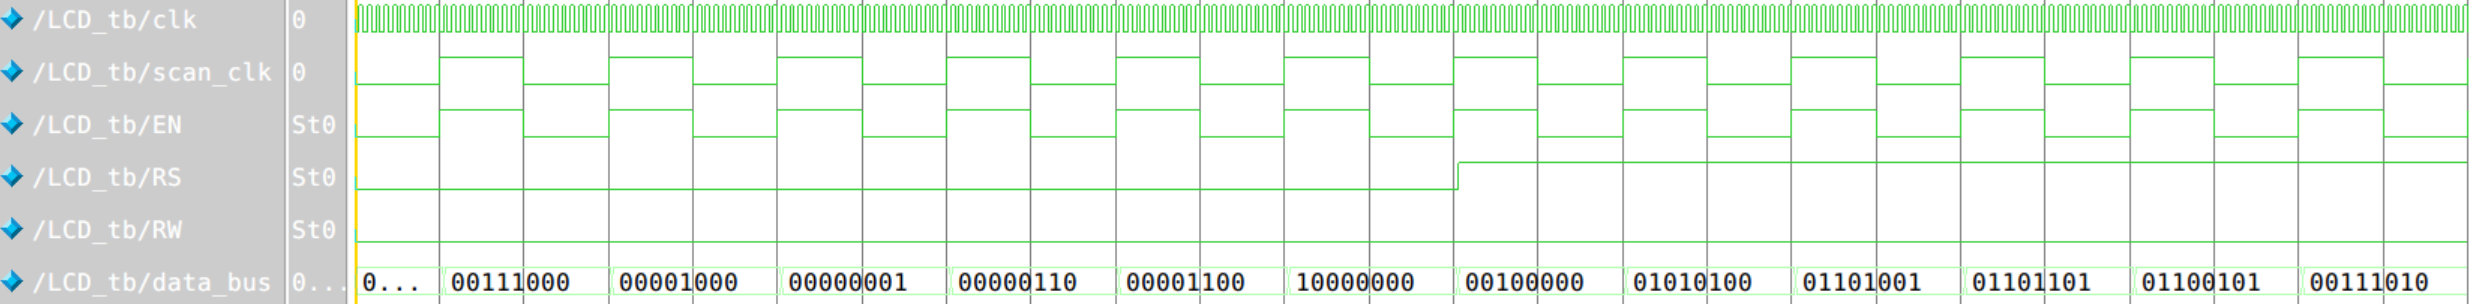 /LCD_tb/clk 0
/LCD_tb/scan_clk 0
/LCD_tb/EN St0
/LCD_tb/RS St0
/LCD_tb/RW St0
/LCD_tb/data_bus 0... 0... 00111000 00001000 00000001 00000110 00001100 10000000 00100000 01010100 01101001 01101101 01100101 00111010